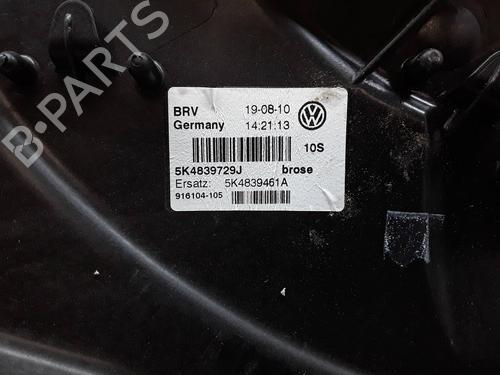 B-PARTS
BRV 19-08-10
Germany 14:21:13
10S
5K4839729J brose
Ersatz: 5K4839461A
916104-105